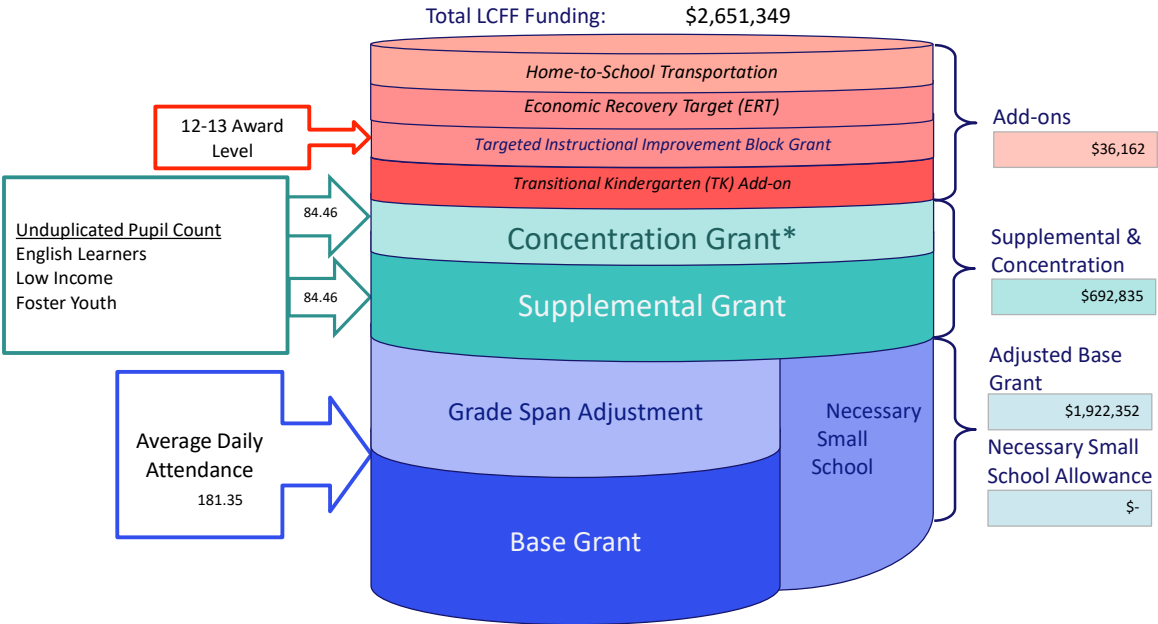 Total LCFF Funding: $2,651,349
Home-to-School Transportation
Economic Recovery Target (ERT)
12-13 Award
Level
Targeted Instructional Improvement Block Grant
Transitional Kindergarten (TK) Add-on
Add-ons
$36,162
Unduplicated Pupil Count
English Learners
Low Income
Foster Youth
84.46
84.46
Concentration Grant*
Supplemental Grant
Supplemental &
Concentration
$692,835
Average Daily
Attendance
181.35
Grade Span Adjustment
Base Grant
Necessary
Small
School
Adjusted Base
Grant
$1,922,352
Necessary Small
School Allowance
$-